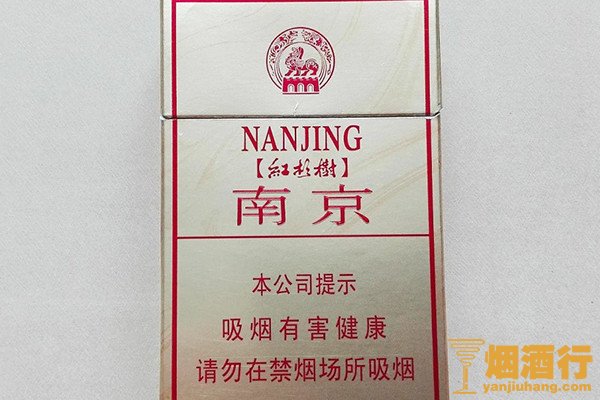 NANJING
【紅杉樹】
南京
本公司提示
吸烟有害健康
请勿在禁烟场所吸烟
烟酒行
yanjiuhang.com